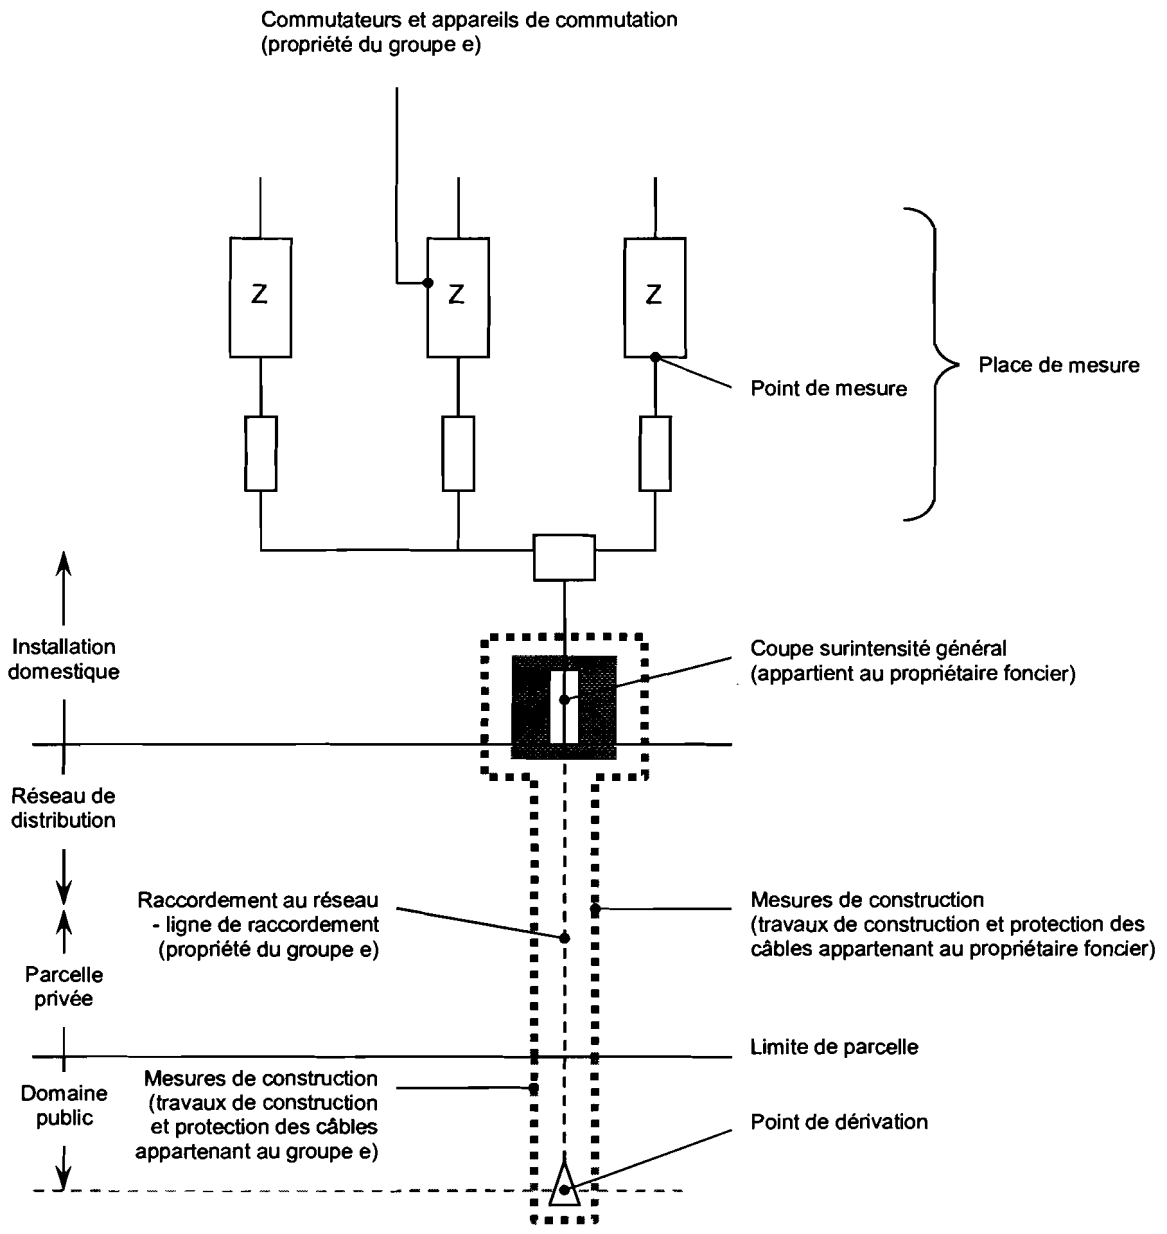 Commutateurs et appareils de commutation
(propriété du groupe e)
Z
Z
Z
Point de mesure
Place de mesure
Installation
domestique
Coupe surintensité général
(appartient au propriétaire foncier)
Réseau de
distribution
Raccordement au réseau
- ligne de raccordement
(propriété du groupe e)
Mesures de construction
(travaux de construction et protection des
câbles appartenant au propriétaire foncier)
Parcelle
privée
Limite de parcelle
Domaine
public
Mesures de construction
(travaux de construction
et protection des câbles
appartenant au groupe e)
Point de dérivation